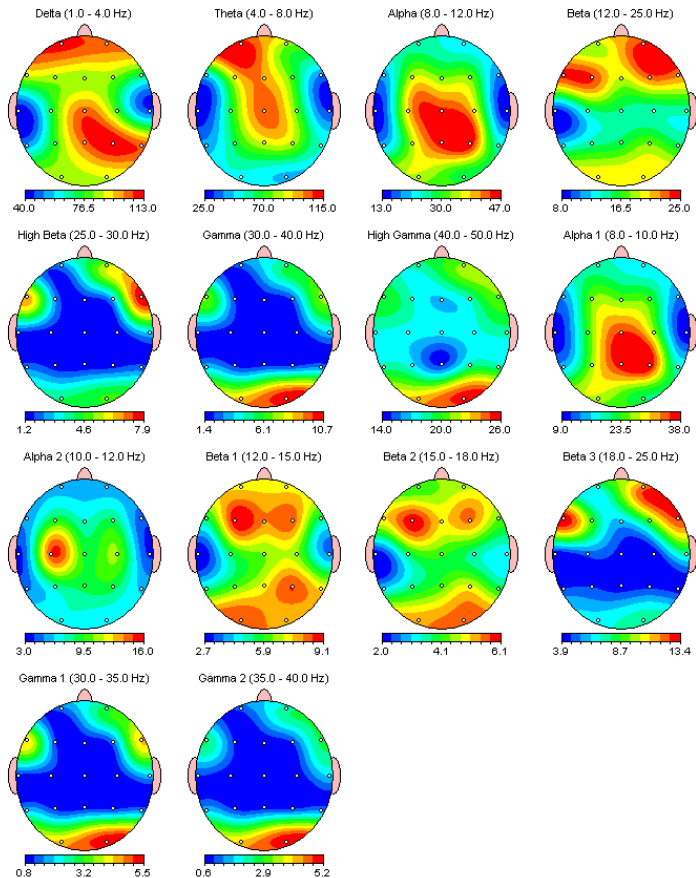 Delta (1.0 - 4.0 Hz) Theta (4.0 - 8.0 Hz) Alpha (8.0 - 12.0 Hz) Beta (12.0 - 25.0 Hz)
40.0 76.5 113.0 25.0 70.0 115.0 13.0 30.0 47.0 8.0 16.5 25.0
High Beta (25.0 - 30.0 Hz) Gamma (30.0 - 40.0 Hz) High Gamma (40.0 - 50.0 Hz) Alpha 1 (8.0 - 10.0 Hz)
1.2 4.6 7.9 1.4 6.1 10.7 14.0 20.0 26.0 9.0 23.5 38.0
Alpha 2 (10.0 - 12.0 Hz) Beta 1 (12.0 - 15.0 Hz) Beta 2 (15.0 - 18.0 Hz) Beta 3 (18.0 - 25.0 Hz)
3.0 9.5 16.0 2.7 5.9 9.1 2.0 4.1 6.1 3.9 8.7 13.4
Gamma 1 (30.0 - 35.0 Hz) Gamma 2 (35.0 - 40.0 Hz)
0.8 3.2 5.5 0.6 2.9 5.2